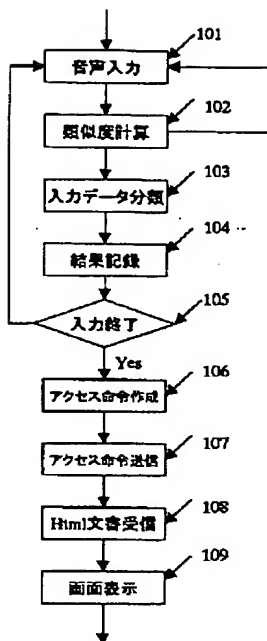 101
音声入力
102
類似度計算
103
入力データ分類
104
結果記録
105
入力終了
Yes
106
アクセス命令作成
107
アクセス命令送信
108
Html文書受信
109
画面表示